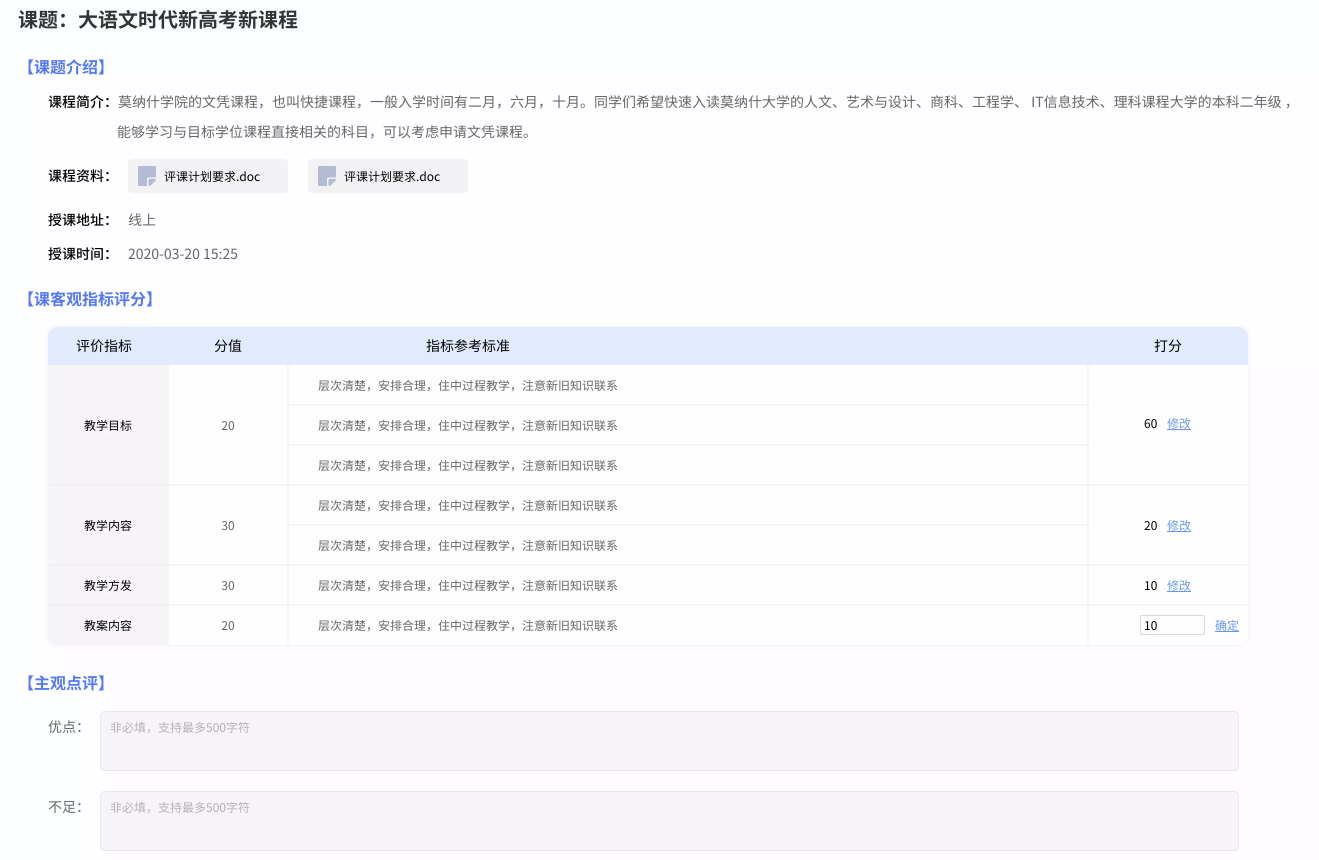 课题：大语文时代新高考新课程
【课题介绍】
课程简介：莫纳什学院的文凭课程，也叫快捷课程，一般入学时间有二月，六月，十月。同学们希望快速入读莫纳什大学的人文、艺术与设计、商科、工程学、 IT信息技术、理科课程大学的本科二年级，
能够学习与目标学位课程直接相关的科目，可以考虑申请文凭课程。
课程资料： 评课计划要求.doc 评课计划要求.doc
授课地址： 线上
授课时间： 2020-03-20 15:25
【课客观指标评分】
评价指标 分值 指标参考标准 打分
层次清楚，安排合理，住中过程教学，注意新旧知识联系
教学目标 20 层次清楚，安排合理，住中过程教学，注意新旧知识联系 60 修改
层次清楚，安排合理，住中过程教学，注意新旧知识联系
层次清楚，安排合理，住中过程教学，注意新旧知识联系
教学内容 30 20 修改
层次清楚，安排合理，住中过程教学，注意新旧知识联系
教学方发 30 层次清楚，安排合理，住中过程教学，注意新旧知识联系 10 修改
教案内容 20 层次清楚，安排合理，住中过程教学，注意新旧知识联系 10 确定
【主观点评】
优点： 非必填，支持最多500字符
不足： 非必填，支持最多500字符